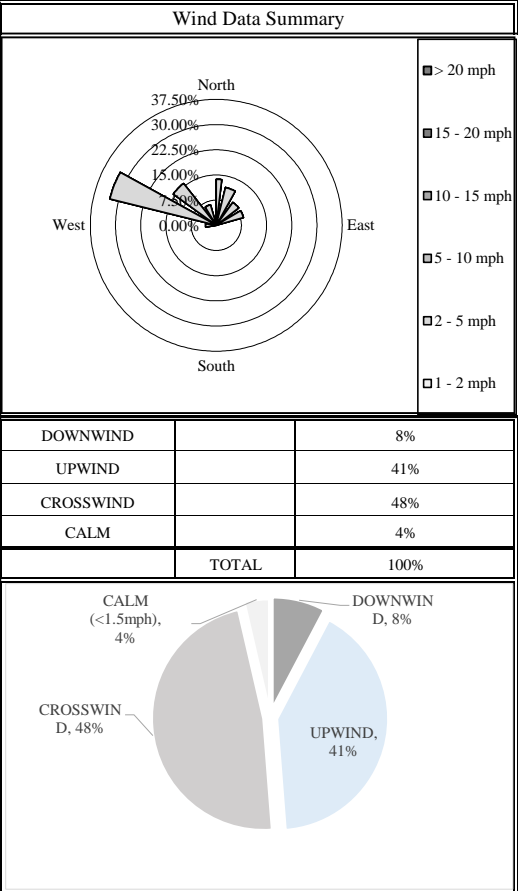 Wind Data Summary
North
37.50%
30.00%
22.50%
15.00%
7.50%
0.00%
West
East
South
> 20 mph
15 - 20 mph
10 - 15 mph
5 - 10 mph
2 - 5 mph
1 - 2 mph
DOWNWIND 8%
UPWIND 41%
CROSSWIND 48%
CALM 4%
TOTAL 100%
CALM
(<1.5mph),
4%
DOWNWIN
D, 8%
CROSSWIN
D, 48%
UPWIND,
41%